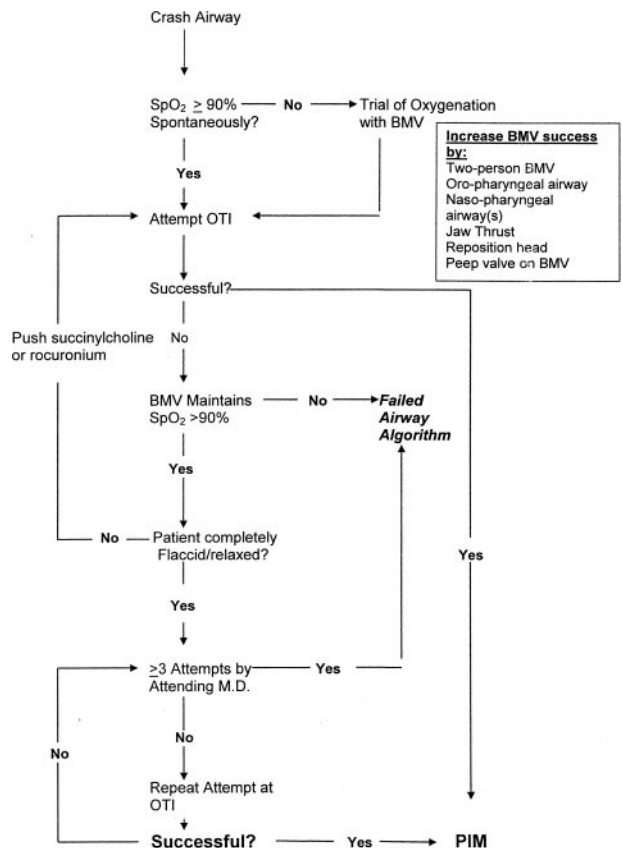 Crash Airway
SpO₂ ≥ 90%
Spontaneously?
No
Trial of Oxygenation
with BMV
Increase BMV success
by:
Two-person BMV
Oro-pharyngeal airway
Naso-pharyngeal
airway(s)
Jaw Thrust
Reposition head
Peep valve on BMV
Yes
Attempt OTI
Successful?
Push succinylcholine
or rocuronium
No
BMV Maintains
SpO₂ >90%
No
Failed
Airway
Algorithm
Yes
No
Patient completely
Flaccid/relaxed?
Yes
Yes
≥3 Attempts by
Attending M.D.
Yes
No
No
Repeat Attempt at
OTI
Successful?
Yes
PIM